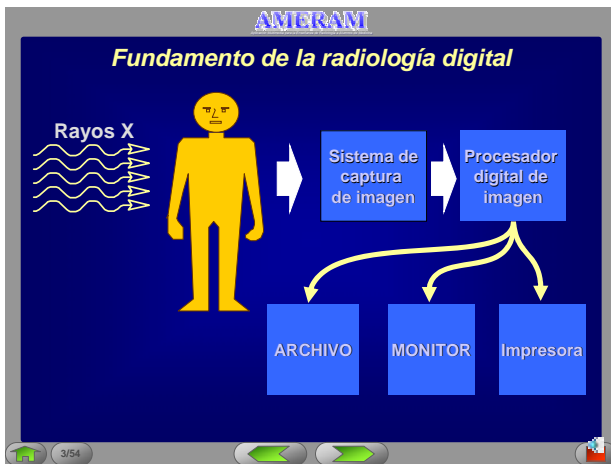 AMERAM
Fundamento de la radiología digital
Rayos X
Sistema de
captura
de imagen
Procesador
digital de
imagen
ARCHIVO
MONITOR
Impresora
3/54